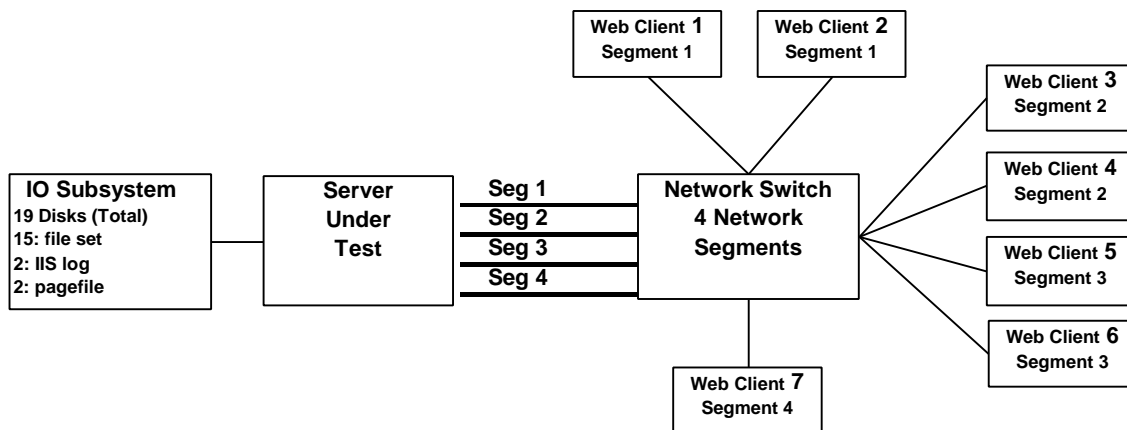 Web Client 1
Segment 1
Web Client 2
Segment 1
Web Client 3
Segment 2
Web Client 4
Segment 2
IO Subsystem
19 Disks (Total)
15: file set
2: IIS log
2: pagefile
Server
Under
Test
Seg 1
Seg 2
Seg 3
Seg 4
Network Switch
4 Network
Segments
Web Client 5
Segment 3
Web Client 6
Segment 3
Web Client 7
Segment 4